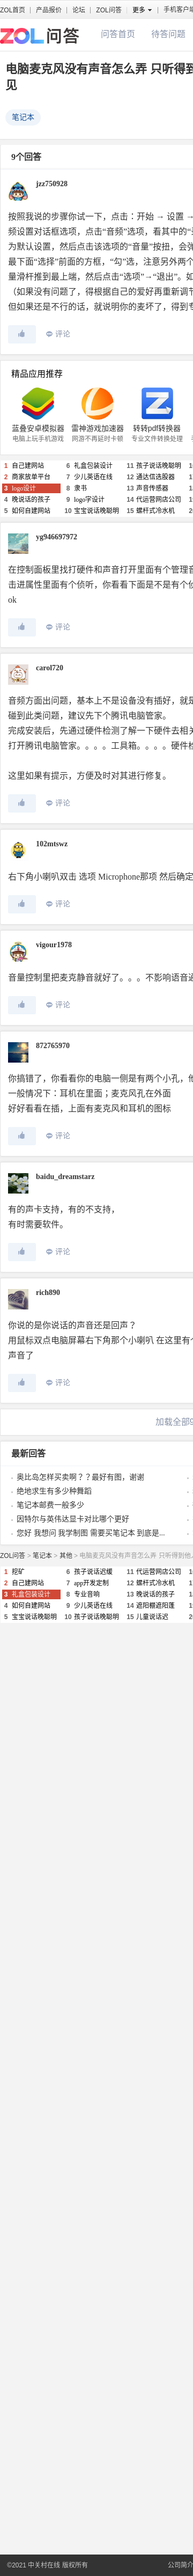 ZOL首页 | 产品报价 | 论坛 | ZOL问答 | 更多 | 手机客户端
ZOL问答 问答首页 待答问题
电脑麦克风没有声音怎么弄 只听得到
见
笔记本
9个回答
jzz750928
按照我说的步骤你试一下，点击：开始 → 设置 →
频设置对话框选项，点击“音频”选项，看其中的“
为默认设置，然后点击该选项的“音量”按扭，会弹
最下面“选择”前面的方框，“勾”选，注意另外两个
量滑杆推到最上端，然后点击“选项”→“退出”。如
（如果没有问题了，得根据自己的爱好再重新调节
但如果还是不行的话，就说明你的麦坏了，得到专
评论
精品应用推荐
蓝叠安卓模拟器 雷神游戏加速器 转转pdf转换器
电脑上玩手机游戏 网游不再延时卡顿 专业文件转换处理
1 自己建网站 6 礼盒包装设计 11 孩子说话晚聪明
2 商家放单平台 7 少儿英语在线 12 通达信选股器
3 logo设计 8 隶书 13 声音传感器
4 晚说话的孩子 9 logo字设计 14 代运营网店公司
5 如何自建网站 10 宝宝说话晚聪明 15 螺杆式冷水机
yg946697972
在控制面板里找打硬件和声音打开里面有个管理音
击进属性里面有个侦听，你看看下面是不是有个侦
ok
评论
carol720
音频方面出问题，基本上不是设备没有插好，就是
碰到此类问题，建议先下个腾讯电脑管家。
完成安装后，先通过硬件检测了解一下硬件去相关
打开腾讯电脑管家。。。。工具箱。。。。硬件检
这里如果有提示，方便及时对其进行修复。
评论
102mtswz
右下角小喇叭双击 选项 Microphone那项 然后确定
评论
vigour1978
音量控制里把麦克静音就好了。。。不影响语音通
评论
872765970
你搞错了，你看看你的电脑一侧是有两个小孔，他
一般情况下：耳机在里面；麦克风孔在外面
好好看看在插，上面有麦克风和耳机的图标
评论
baidu_dreamstarz
有的声卡支持，有的不支持，
有时需要软件。
评论
rich890
你说的是你说话的声音还是回声？
用鼠标双点电脑屏幕右下角那个小喇叭 在这里有个
声音了
评论
加载全部
最新回答
奥比岛怎样买卖啊？？最好有图，谢谢
绝地求生有多少种舞蹈
笔记本邮费一般多少
因特尔与英伟达显卡对比哪个更好
您好 我想问 我学制图 需要买笔记本 到底是...
ZOL问答 > 笔记本 > 其他 > 电脑麦克风没有声音怎么弄 只听得到他人
1 挖矿 6 孩子说话迟缓 11 代运营网店公司
2 自己建网站 7 app开发定制 12 螺杆式冷水机
3 礼盒包装设计 8 专业音响 13 晚说话的孩子
4 如何自建网站 9 少儿英语在线 14 遮阳棚遮阳蓬
5 宝宝说话晚聪明 10 孩子说话晚聪明 15 儿童说话迟
©2021 中关村在线 版权所有 公司简介